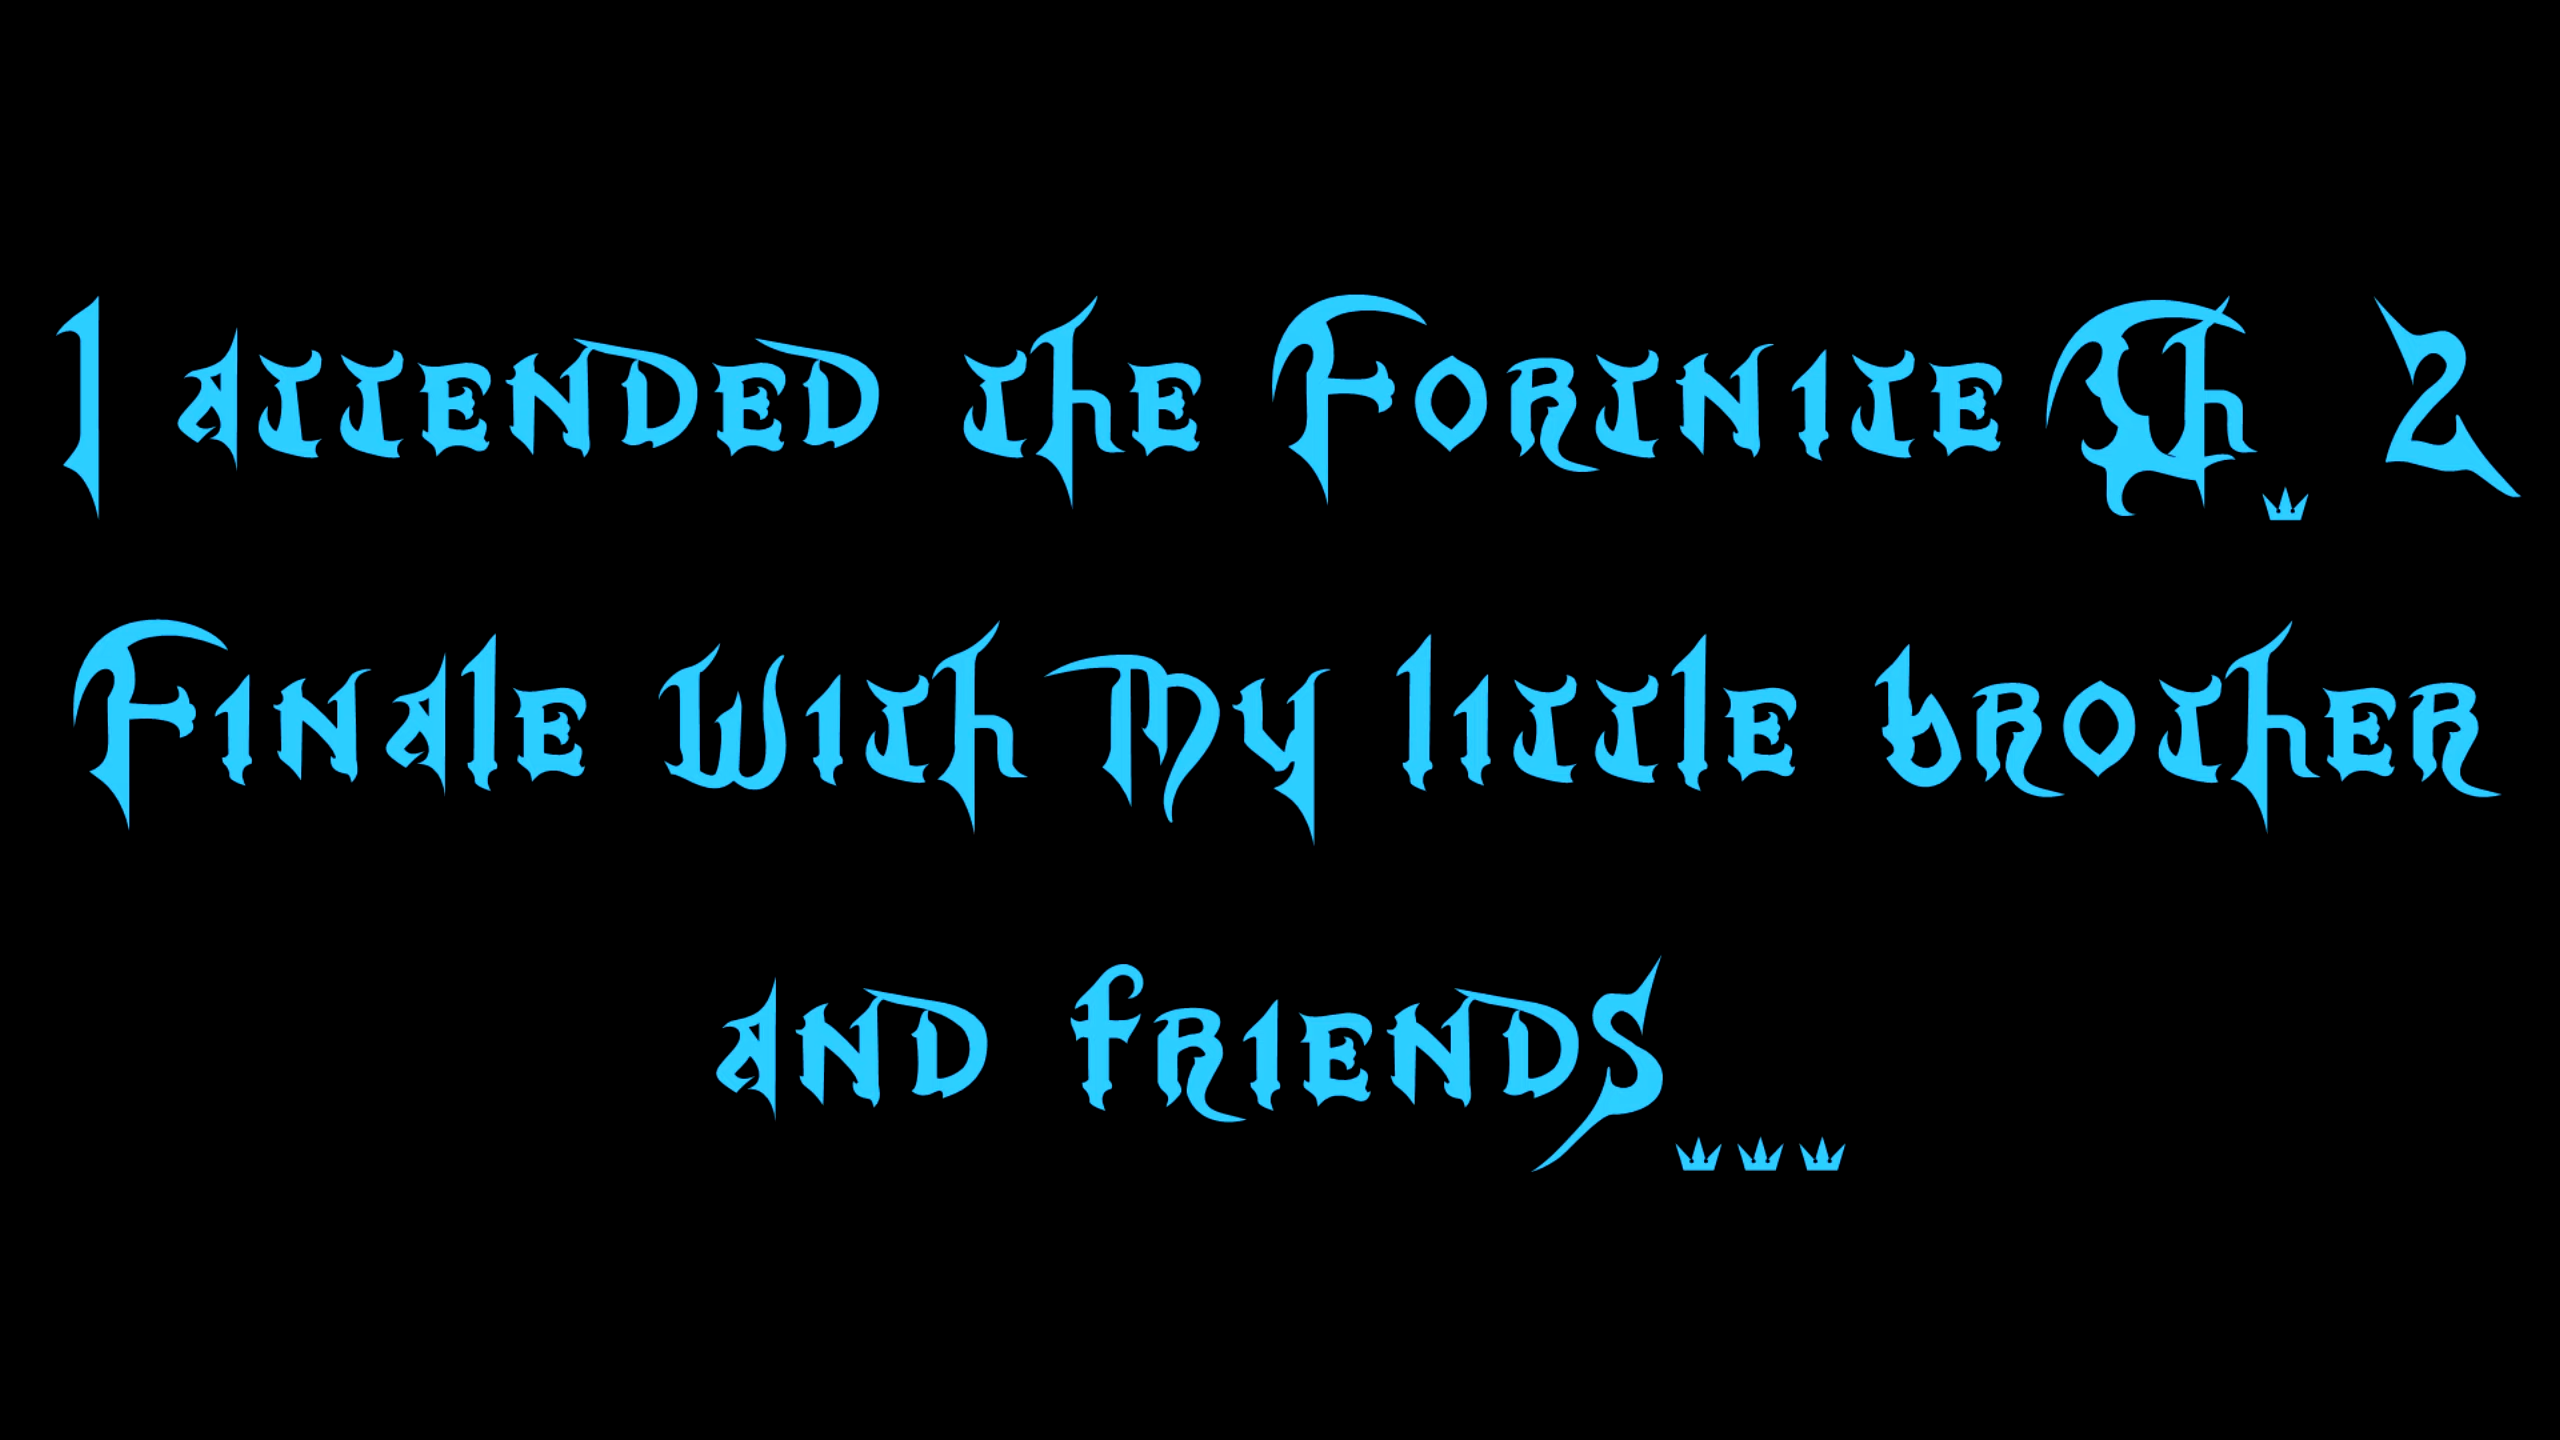 I attended the Fortnite Ch. 2
Finale with my little brother
and friends...